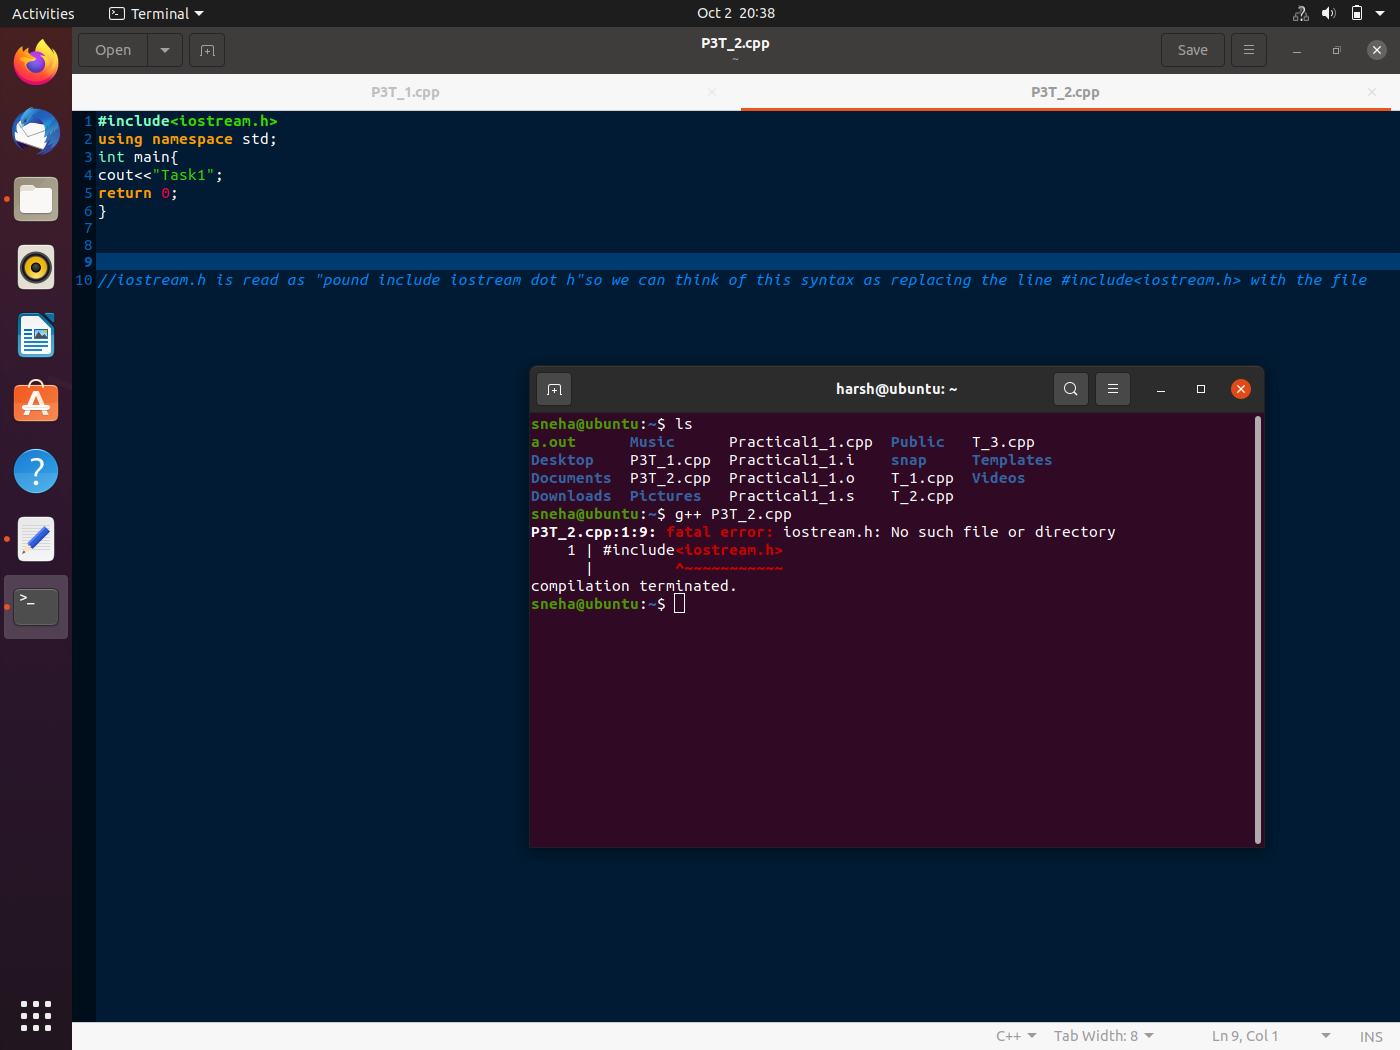 Activities Terminal Oct 2 20:38
Open P3T_2.cpp Save
~
P3T_1.cpp P3T_2.cpp
1 #include<iostream.h>
2 using namespace std;
3 int main{
4 cout<<"Task1";
5 return 0;
6 }
7
8
9
10 //iostream.h is read as "pound include iostream dot h"so we can think of this syntax as replacing the line #include<iostream.h> with the file
harsh@ubuntu: ~
sneha@ubuntu:~$ ls
a.out Music Practical1_1.cpp Public T_3.cpp
Desktop P3T_1.cpp Practical1_1.i snap Templates
Documents P3T_2.cpp Practical1_1.o T_1.cpp Videos
Downloads Pictures Practical1_1.s T_2.cpp
sneha@ubuntu:~$ g++ P3T_2.cpp
P3T_2.cpp:1:9: fatal error: iostream.h: No such file or directory
1 | #include<iostream.h>
| ^~~~~~~~~~~~
compilation terminated.
sneha@ubuntu:~$
C++ Tab Width: 8 Ln 9, Col 1 INS